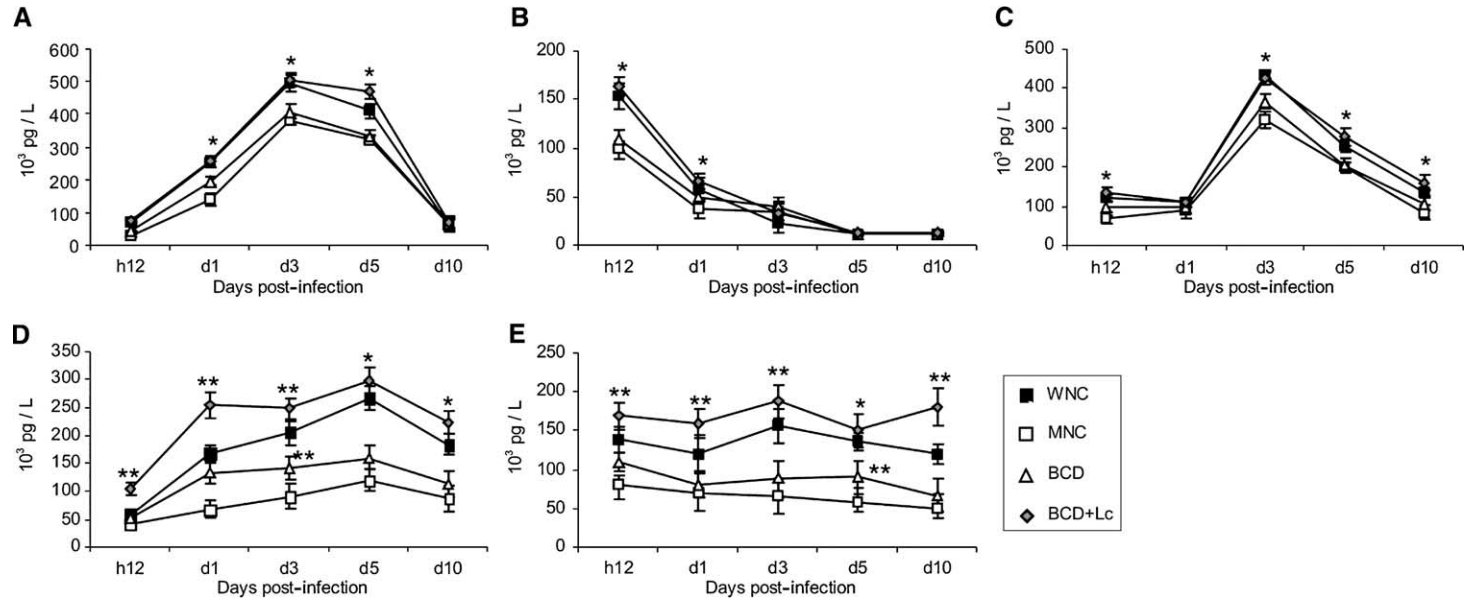 A
600
500
400
300
200
100
0
10³ pg / L
*
*
*
h12 d1 d3 d5 d10
Days post-infection
B
200
150
100
50
0
10³ pg / L
*
*
h12 d1 d3 d5 d10
Days post-infection
C
500
400
300
200
100
0
10³ pg / L
*
*
*
*
h12 d1 d3 d5 d10
Days post-infection
D
350
300
250
200
150
100
50
0
10³ pg / L
**
**
**
**
*
*
h12 d1 d3 d5 d10
Days post-infection
E
250
200
150
100
50
0
10³ pg / L
**
**
**
*
**
**
h12 d1 d3 d5 d10
Days post-infection
WNC
MNC
BCD
BCD+Lc